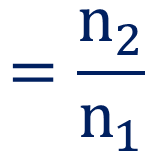 = n₂
n₁